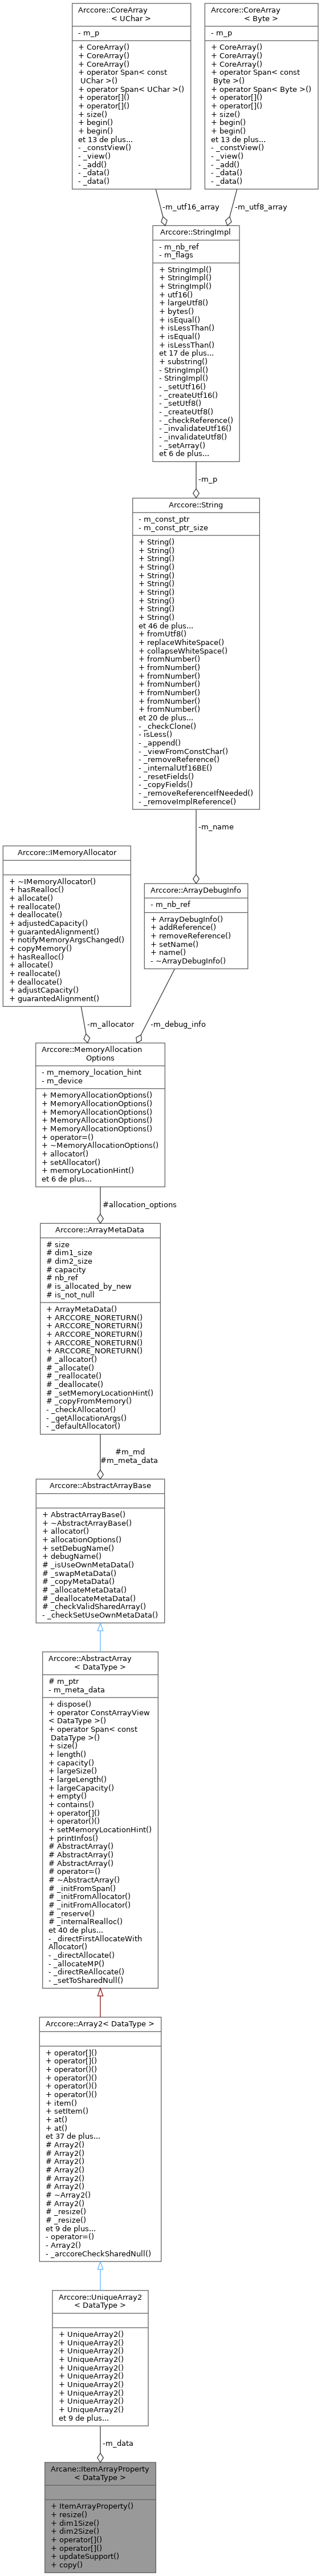 Arccore::CoreArray
< UChar >
- m_p
+ CoreArray()
+ CoreArray()
+ CoreArray()
+ operator Span< const
UChar >()
+ operator Span< UChar >()
+ operator[]()
+ operator[]()
+ size()
+ begin()
+ begin()
et 13 de plus...
- _constView()
- _view()
- _add()
- _data()
- _data()
Arccore::CoreArray
< Byte >
- m_p
+ CoreArray()
+ CoreArray()
+ CoreArray()
+ operator Span< const
Byte >()
+ operator Span< Byte >()
+ operator[]()
+ operator[]()
+ size()
+ begin()
+ begin()
et 13 de plus...
- _constView()
- _view()
- _add()
- _data()
- _data()
-m_utf16_array
-m_utf8_array
Arccore::StringImpl
- m_nb_ref
- m_flags
+ StringImpl()
+ StringImpl()
+ StringImpl()
+ utf16()
+ largeUtf8()
+ bytes()
+ isEqual()
+ isLessThan()
+ isEqual()
+ isLessThan()
et 17 de plus...
+ substring()
- StringImpl()
- StringImpl()
- _setUtf16()
- _createUtf16()
- _setUtf8()
- _createUtf8()
- _checkReference()
- _invalidateUtf16()
- _invalidateUtf8()
- _setArray()
et 6 de plus...
-m_p
Arccore::String
- m_const_ptr
- m_const_ptr_size
+ String()
+ String()
+ String()
+ String()
+ String()
+ String()
+ String()
+ String()
+ String()
+ String()
et 46 de plus...
+ fromUtf8()
+ replaceWhiteSpace()
+ collapseWhiteSpace()
+ fromNumber()
+ fromNumber()
+ fromNumber()
+ fromNumber()
+ fromNumber()
+ fromNumber()
+ fromNumber()
et 20 de plus...
- _checkClone()
- isLess()
- _append()
- _viewFromConstChar()
- _removeReference()
- _internalUtf16BE()
- _resetFields()
- _copyFields()
- _removeReferenceIfNeeded()
- _removeImplReference()
-m_name
Arccore::IMemoryAllocator
+ ~IMemoryAllocator()
+ hasRealloc()
+ allocate()
+ reallocate()
+ deallocate()
+ adjustedCapacity()
+ guarantedAlignment()
+ notifyMemoryArgsChanged()
+ copyMemory()
+ hasRealloc()
+ allocate()
+ reallocate()
+ deallocate()
+ adjustCapacity()
+ guarantedAlignment()
Arccore::ArrayDebugInfo
- m_nb_ref
+ ArrayDebugInfo()
+ addReference()
+ removeReference()
+ setName()
+ name()
- ~ArrayDebugInfo()
-m_allocator
-m_debug_info
Arccore::MemoryAllocation
Options
- m_memory_location_hint
- m_device
+ MemoryAllocationOptions()
+ MemoryAllocationOptions()
+ MemoryAllocationOptions()
+ MemoryAllocationOptions()
+ MemoryAllocationOptions()
+ operator=()
+ ~MemoryAllocationOptions()
+ allocator()
+ setAllocator()
+ memoryLocationHint()
et 6 de plus...
#allocation_options
Arccore::ArrayMetaData
# size
# dim1_size
# dim2_size
# capacity
# nb_ref
# is_allocated_by_new
# is_not_null
+ ArrayMetaData()
+ ARCCORE_NORETURN()
+ ARCCORE_NORETURN()
+ ARCCORE_NORETURN()
+ ARCCORE_NORETURN()
+ ARCCORE_NORETURN()
# _allocator()
# _allocate()
# _reallocate()
# _deallocate()
# _setMemoryLocationHint()
# _copyFromMemory()
- _checkAllocator()
- _getAllocationArgs()
- _defaultAllocator()
#m_md
#m_meta_data
Arccore::AbstractArrayBase
+ AbstractArrayBase()
+ ~AbstractArrayBase()
+ allocator()
+ allocationOptions()
+ setDebugName()
+ debugName()
# _isUseOwnMetaData()
# _swapMetaData()
# _copyMetaData()
# _allocateMetaData()
# _deallocateMetaData()
# _checkValidSharedArray()
- _checkSetUseOwnMetaData()
Arccore::AbstractArray
< DataType >
# m_ptr
- m_meta_data
+ dispose()
+ operator ConstArrayView
< DataType >()
+ operator Span< const
DataType >()
+ size()
+ length()
+ capacity()
+ largeSize()
+ largeLength()
+ largeCapacity()
+ empty()
+ contains()
+ operator[]()
+ operator()()
+ setMemoryLocationHint()
+ printInfos()
# AbstractArray()
# AbstractArray()
# AbstractArray()
# operator=()
# ~AbstractArray()
# _initFromSpan()
# _initFromAllocator()
# _initFromAllocator()
# _reserve()
# _internalRealloc()
et 40 de plus...
- _directFirstAllocateWith
Allocator()
- _directAllocate()
- _allocateMP()
- _directReAllocate()
- _setToSharedNull()
Arccore::Array2< DataType >
+ operator[]()
+ operator[]()
+ operator()()
+ operator()()
+ operator()()
+ operator()()
+ item()
+ setItem()
+ at()
+ at()
et 37 de plus...
# Array2()
# Array2()
# Array2()
# Array2()
# Array2()
# Array2()
# ~Array2()
# Array2()
# _resize()
# _resize()
et 9 de plus...
- operator=()
- Array2()
- _arccoreCheckSharedNull()
Arccore::UniqueArray2
< DataType >
+ UniqueArray2()
+ UniqueArray2()
+ UniqueArray2()
+ UniqueArray2()
+ UniqueArray2()
+ UniqueArray2()
+ UniqueArray2()
+ UniqueArray2()
+ UniqueArray2()
+ UniqueArray2()
et 9 de plus...
-m_data
Arcane::ItemArrayProperty
< DataType >
+ ItemArrayProperty()
+ resize()
+ dim1Size()
+ dim2Size()
+ operator[]()
+ operator[]()
+ updateSupport()
+ copy()